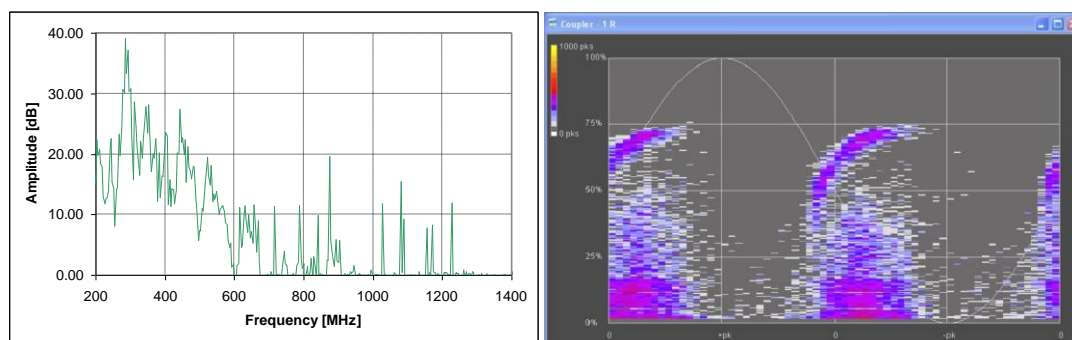 40.00
30.00
20.00
10.00
0.00
Amplitude [dB]
200 400 600 800 1000 1200 1400
Frequency [MHz]
Coupler - 1 R
1000 pks
0 pks
100%
75%
50%
25%
0%
0 +pk 0 -pk 0